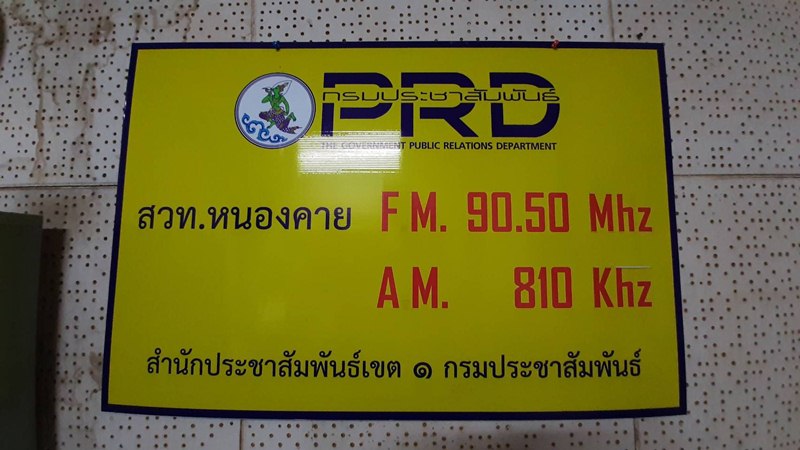 กรมประชาสัมพันธ์
PRD
THE GOVERNMENT PUBLIC RELATIONS DEPARTMENT
สวท.หนองคาย FM. 90.50 Mhz
AM. 810 Khz
สำนักประชาสัมพันธ์เขต ๑ กรมประชาสัมพันธ์